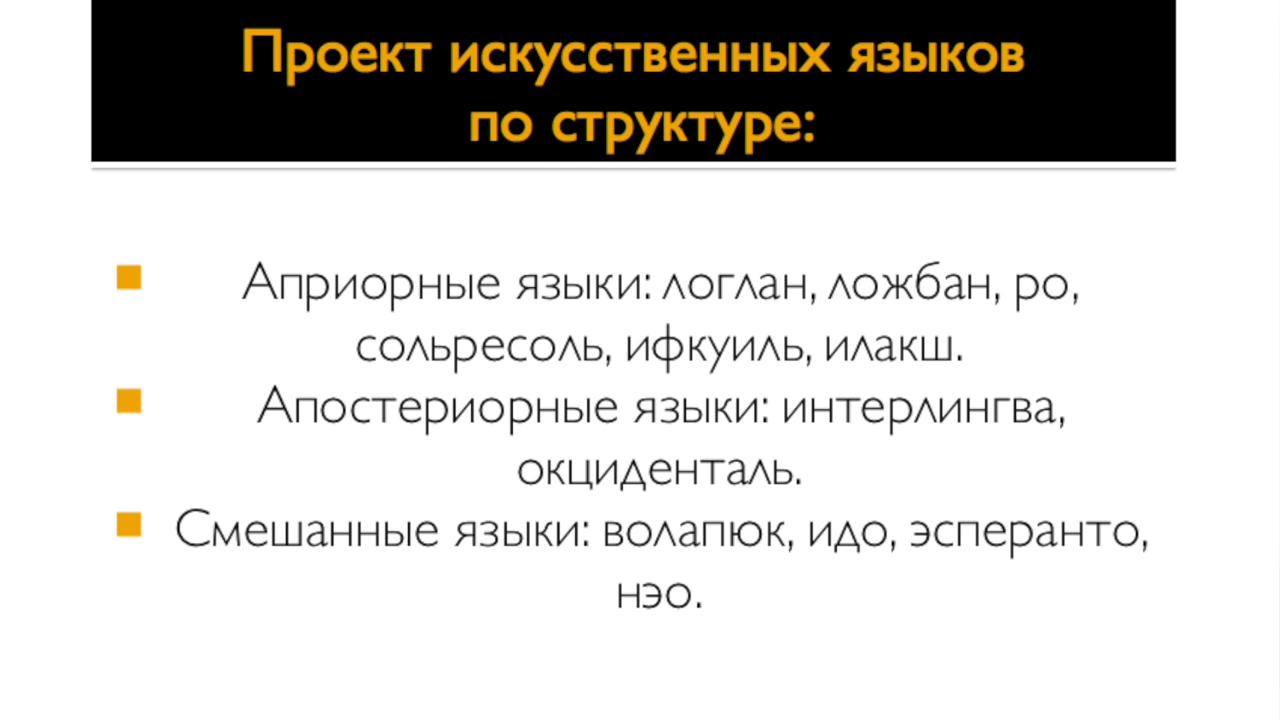 Проект искусственных языков
по структуре:
Априорные языки: логлан, ложбан, ро,
сольресоль, ифкуиль, илакш.
Апостериорные языки: интерлингва,
окциденталь.
Смешанные языки: волапюк, идо, эсперанто,
нэо.